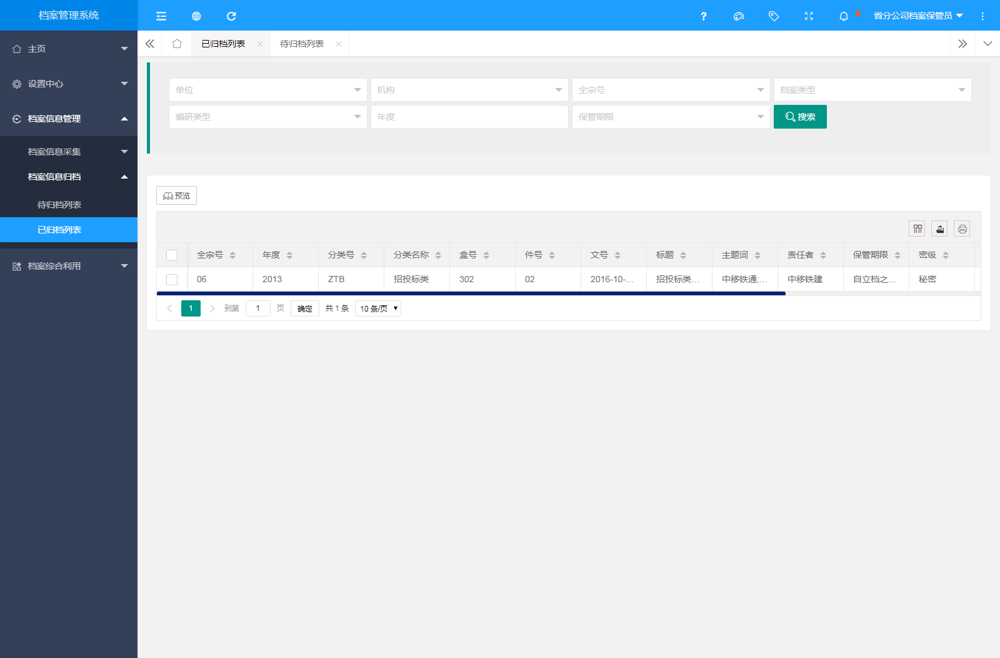 档案管理系统
?
省分公司档案保管员
主页
设置中心
档案信息管理
档案信息采集
档案信息归档
待归档列表
已归档列表
档案综合利用
已归档列表 × 待归档列表 ×
单位 机构 全宗号 档案类型
编研类型 年度 保管期限 搜索
预览
全宗号 年度 分类号 分类名称 盒号 件号 文号 标题 主题词 责任者 保管期限 密级
06 2013 ZTB 招投标类 302 02 2016-10-... 招投标类... 中移铁通;... 中移铁建 自立档之... 秘密
1 到第 1 页 确定 共 1 条 10 条/页